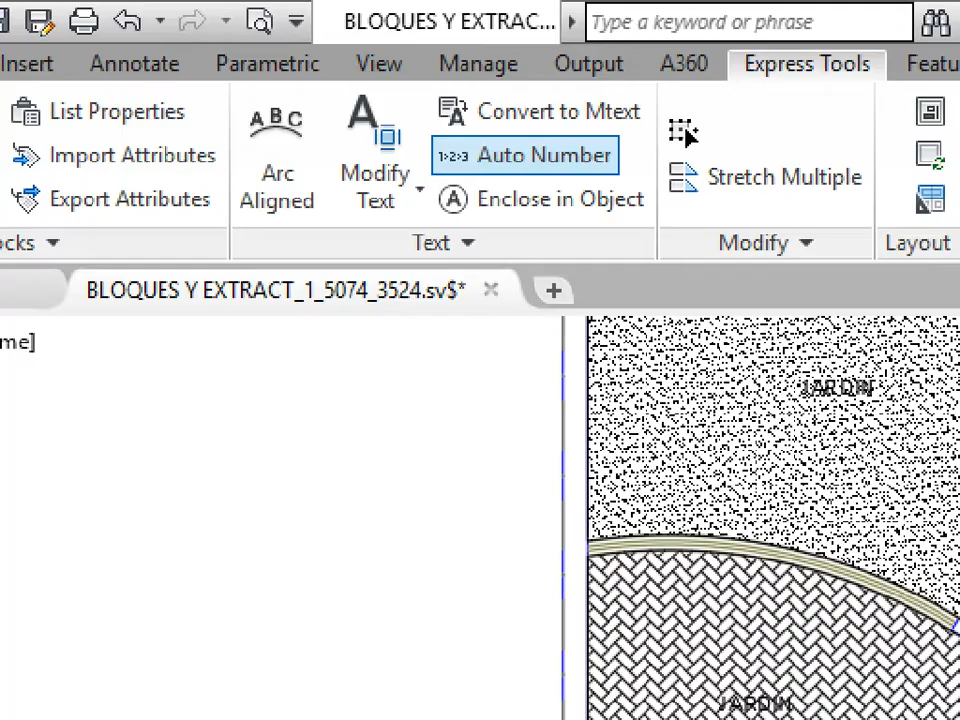 BLOQUES Y EXTRACT...
Type a keyword or phrase
Insert Annotate Parametric View Manage Output A360 Express Tools Featu
List Properties
Import Attributes
Export Attributes
ABC
Arc
Aligned
A
Modify
Text
Convert to Mtext
1›2›3 Auto Number
A Enclose in Object
Stretch Multiple
ocks Text Modify Layout
BLOQUES Y EXTRACT_1_5074_3524.sv$*
me]
JARDIN
JARDIN